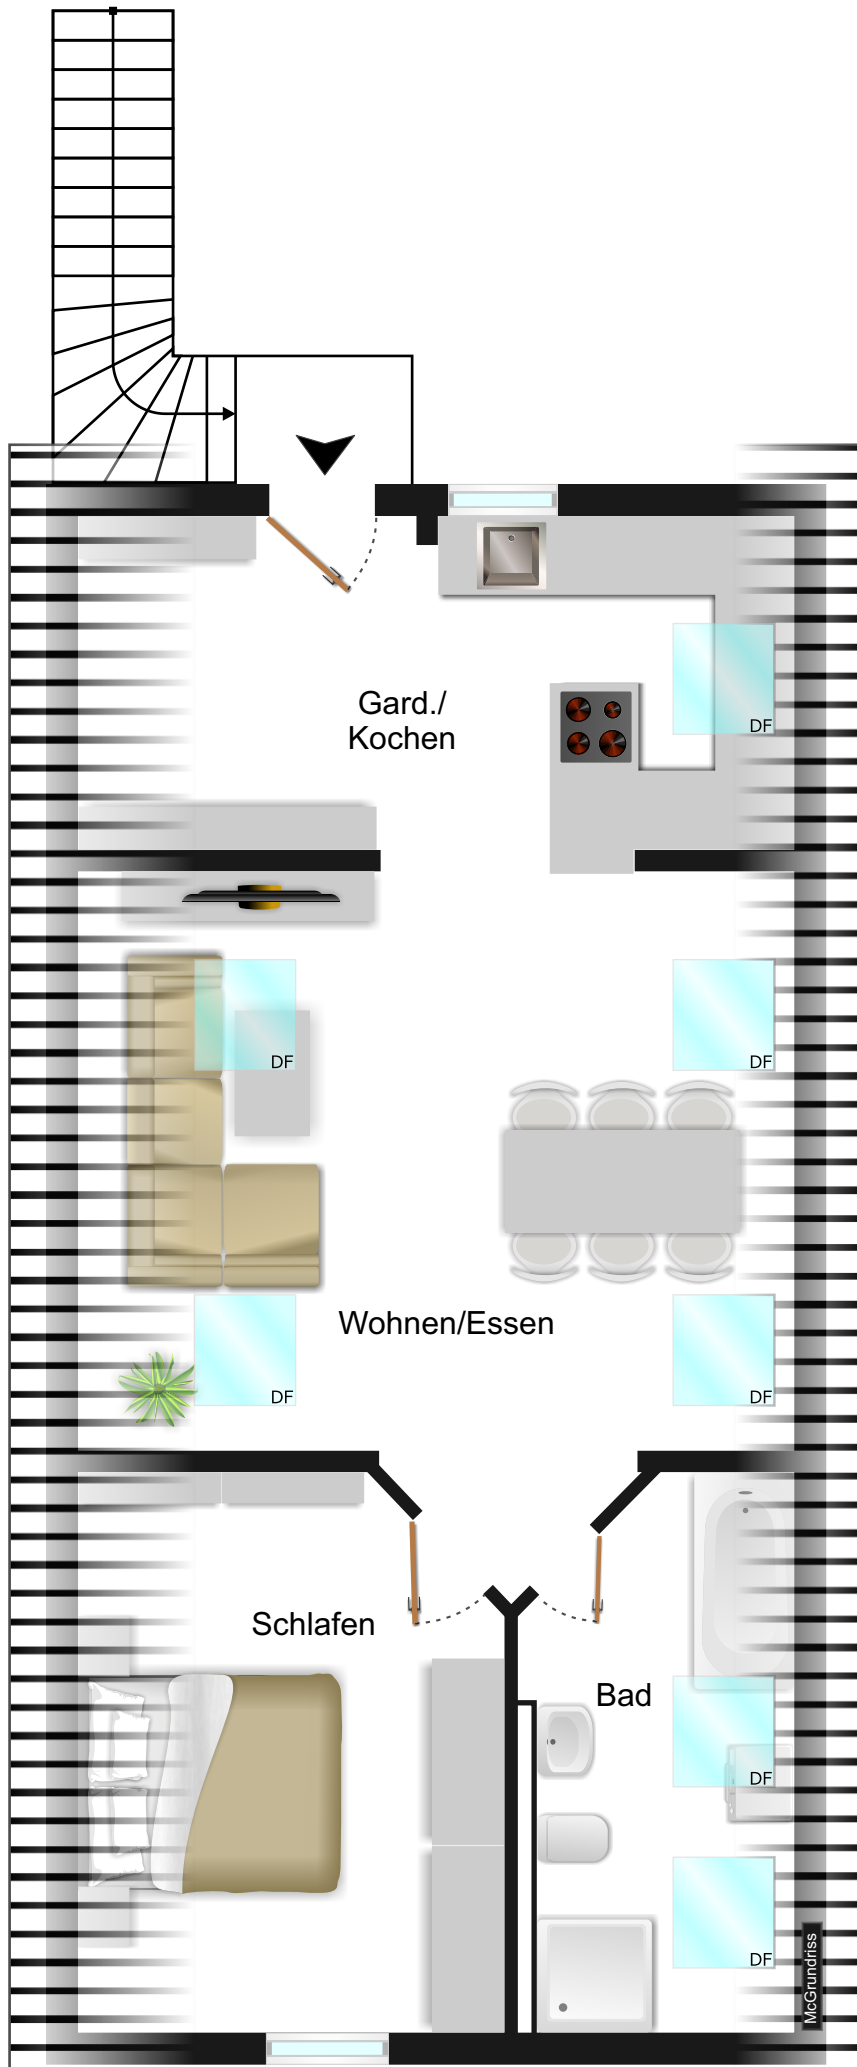 Gard./
Kochen
DF
DF
DF
Wohnen/Essen
DF
DF
Schlafen
Bad
DF
DF
McGrundriss